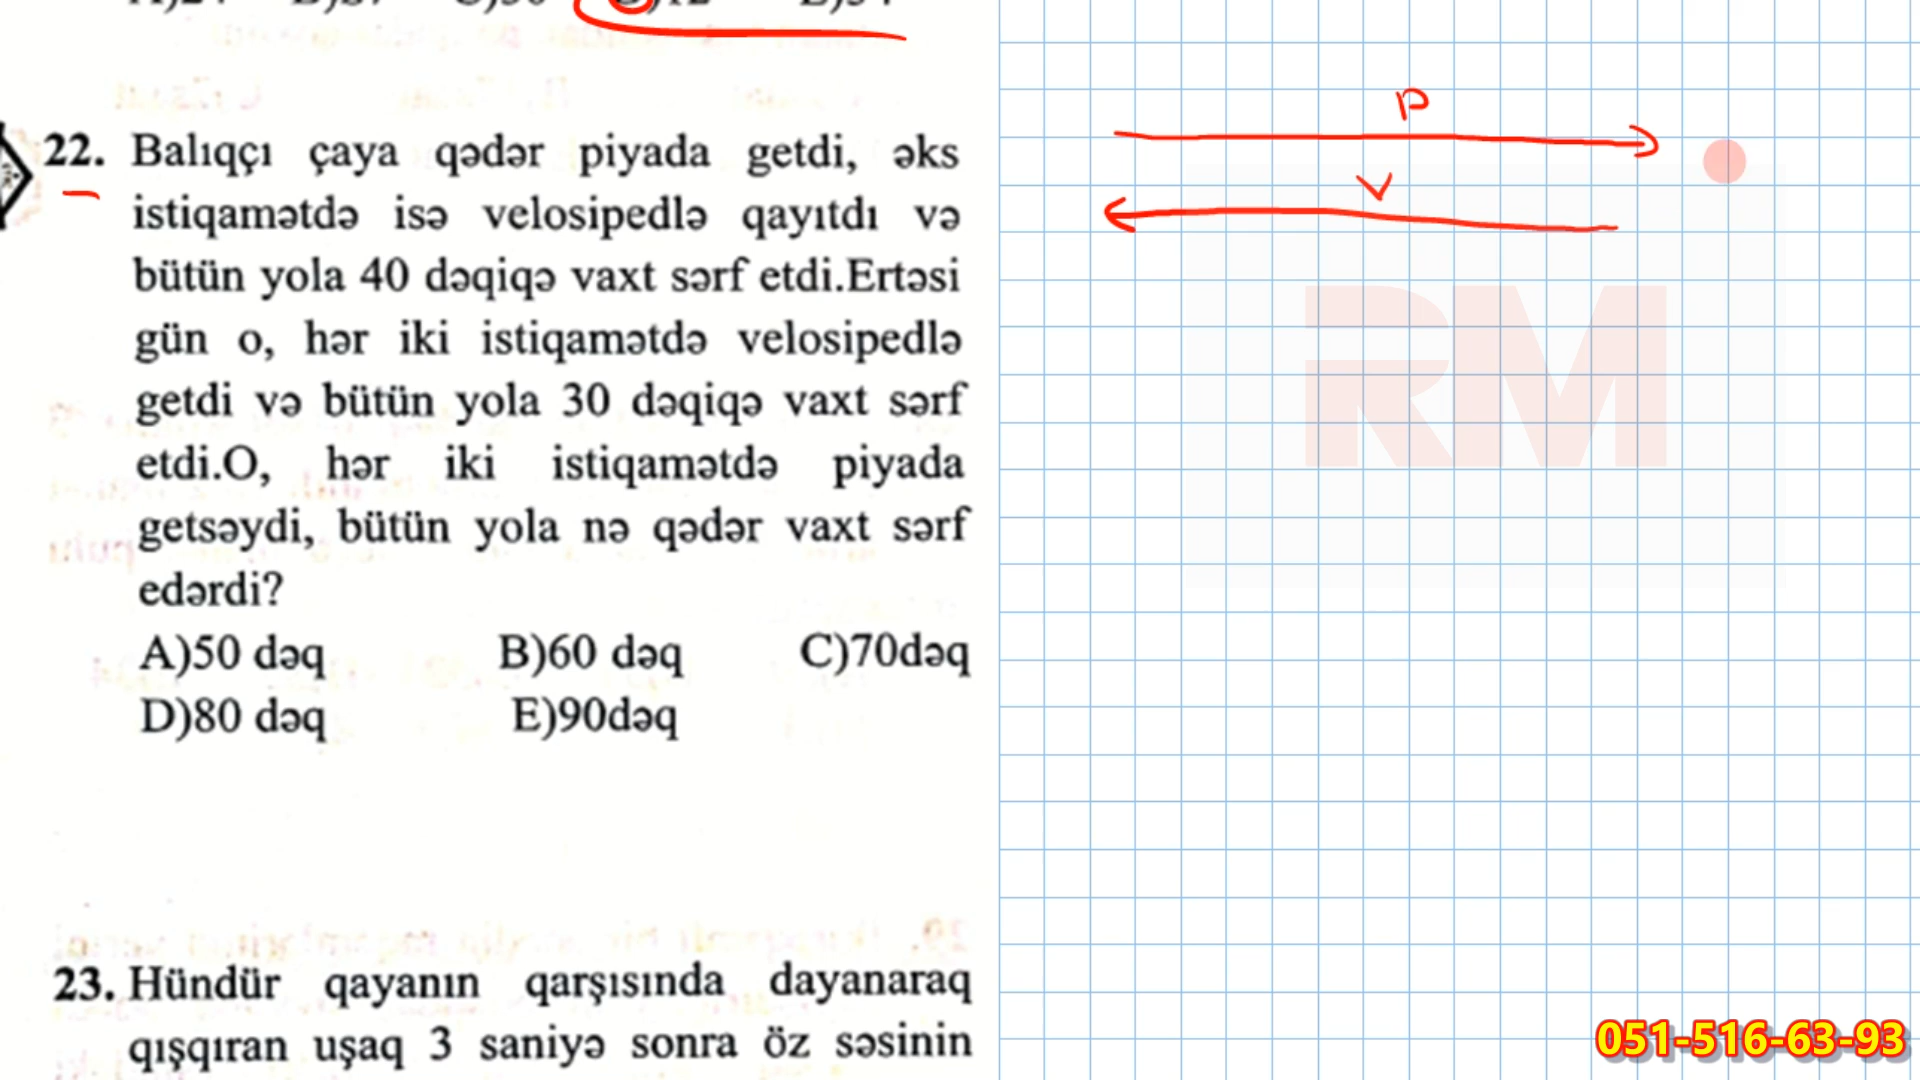 22. Balıqçı çaya qədər piyada getdi, əks
istiqamətdə isə velosipedlə qayıtdı və
bütün yola 40 dəqiqə vaxt sərf etdi.Ertəsi
gün o, hər iki istiqamətdə velosipedlə
getdi və bütün yola 30 dəqiqə vaxt sərf
etdi.O, hər iki istiqamətdə piyada
getsəydi, bütün yola nə qədər vaxt sərf
edərdi?
A)50 dəq B)60 dəq C)70dəq
D)80 dəq E)90dəq
23. Hündür qayanın qarşısında dayanaraq
qışqıran uşaq 3 saniyə sonra öz səsinin
P
V
RM
051-516-63-93